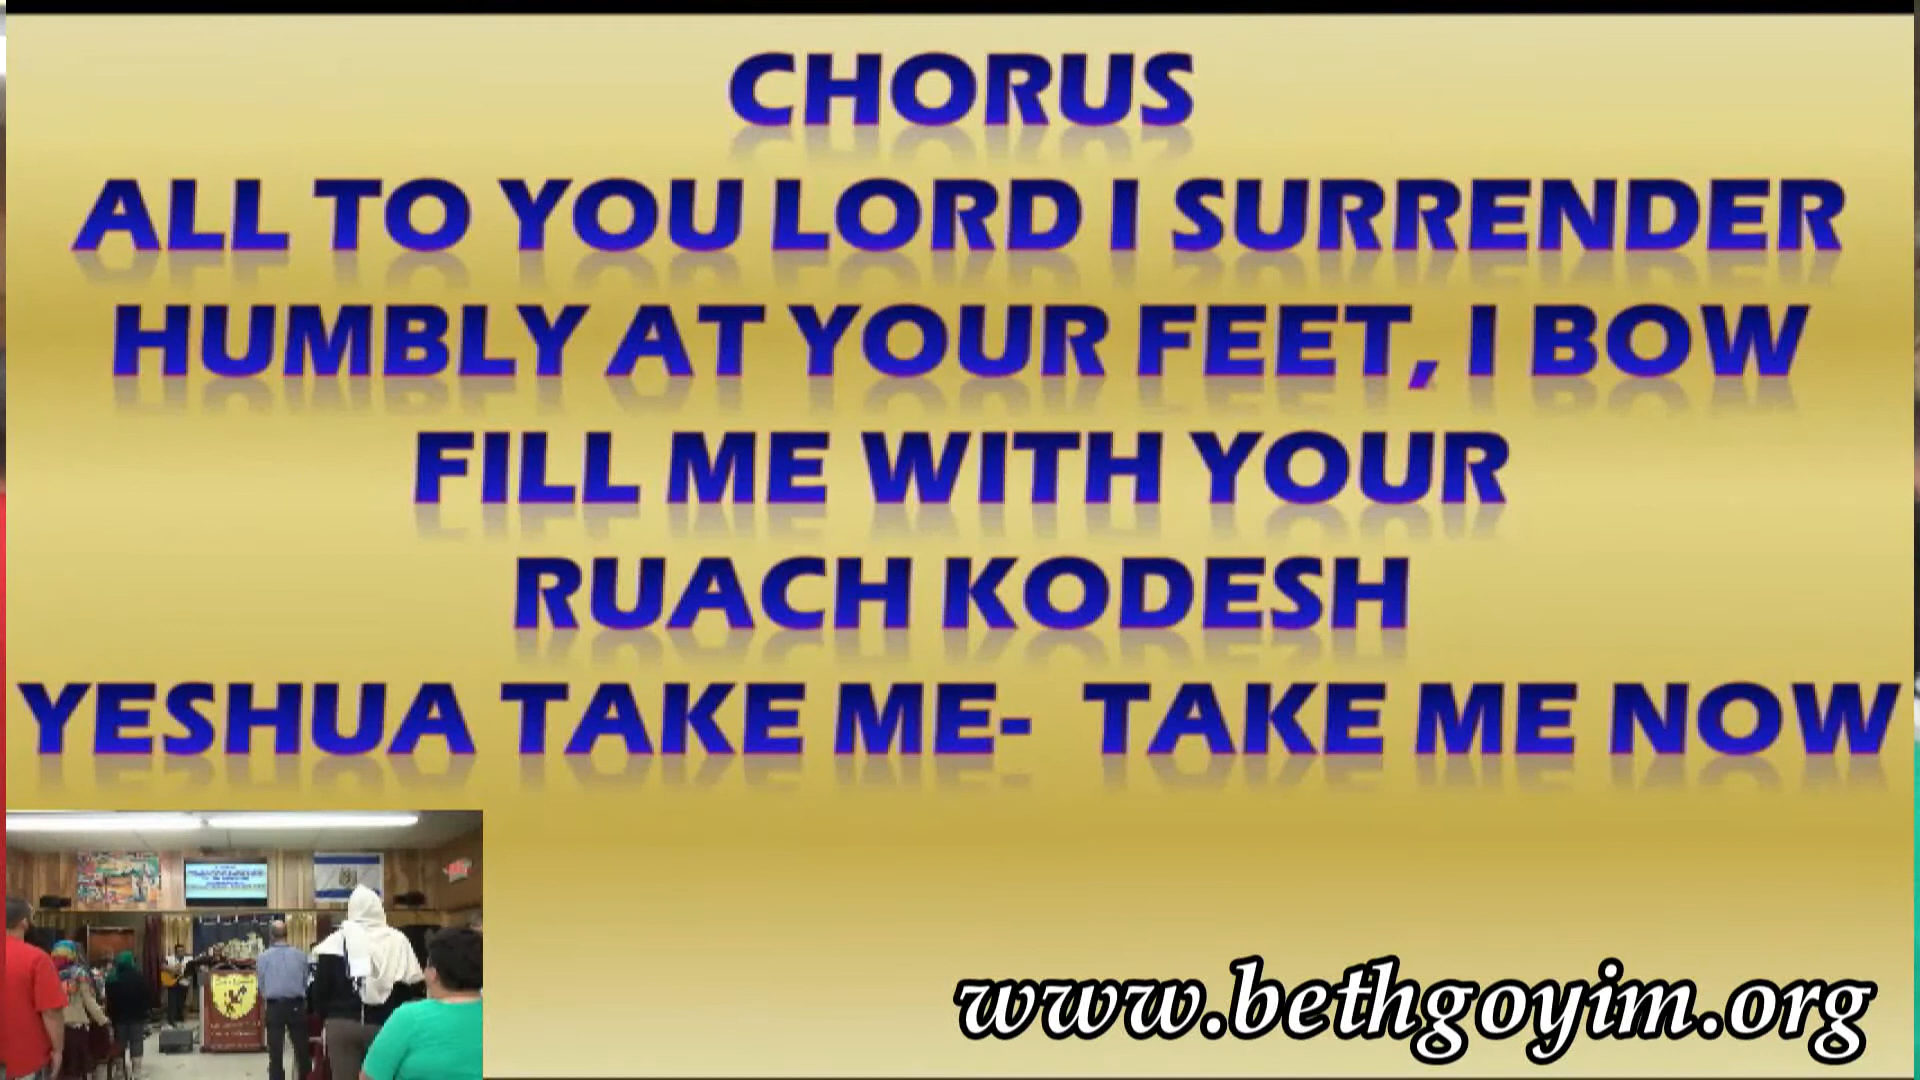 CHORUS
ALL TO YOU LORD I SURRENDER
HUMBLY AT YOUR FEET, I BOW
FILL ME WITH YOUR
RUACH KODESH
YESHUA TAKE ME- TAKE ME NOW
www.bethgoyim.org